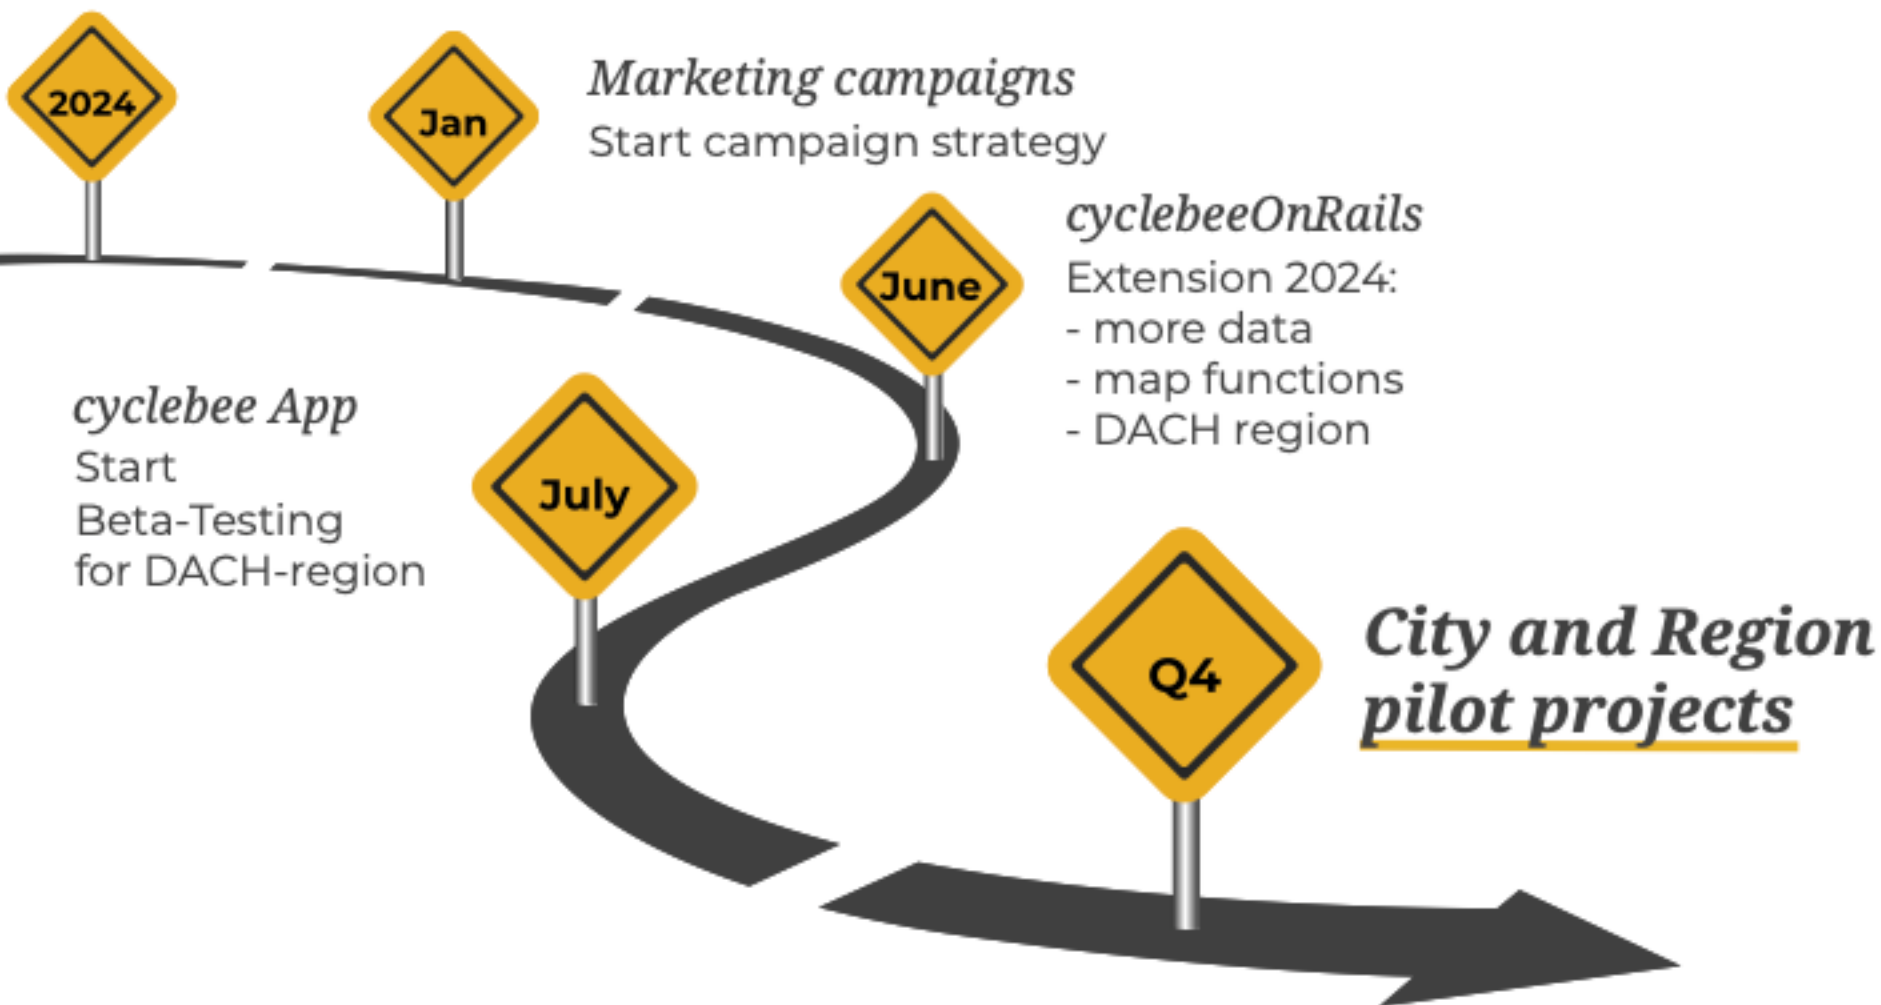 2024
Jan
Marketing campaigns
Start campaign strategy
June
cyclebeeOnRails
Extension 2024:
- more data
- map functions
- DACH region
cyclebee App
Start
Beta-Testing
for DACH-region
July
Q4
City and Region
pilot projects